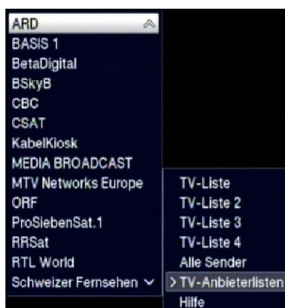 ARD
BASIS 1
BetaDigital
BSkyB
CBC
CSAT
KabelKiosk
MEDIA BROADCAST
MTV Networks Europe
ORF
ProSiebenSat.1
RRSat
RTL World
Schweizer Fernsehen
TV-Liste
TV-Liste 2
TV-Liste 3
TV-Liste 4
Alle Sender
TV-Anbieterlisten
Hilfe